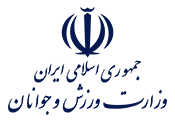 جمهوری اسلامی ایران
وزارت ورزش و جوانان